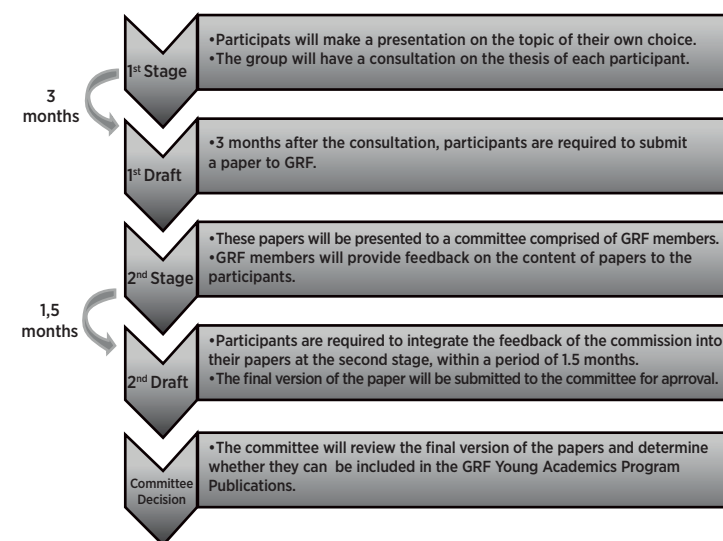 1st Stage
•Participats will make a presentation on the topic of their own choice.
•The group will have a consultation on the thesis of each participant.
3
months
1st Draft
•3 months after the consultation, participants are required to submit
a paper to GRF.
2nd Stage
•These papers will be presented to a committee comprised of GRF members.
•GRF members will provide feedback on the content of papers to the
participants.
1,5
months
2nd Draft
•Participants are required to integrate the feedback of the commission into
their papers at the second stage, within a period of 1.5 months.
•The final version of the paper will be submitted to the committee for aprroval.
Committee
Decision
•The committee will review the final version of the papers and determine
whether they can be included in the GRF Young Academics Program
Publications.